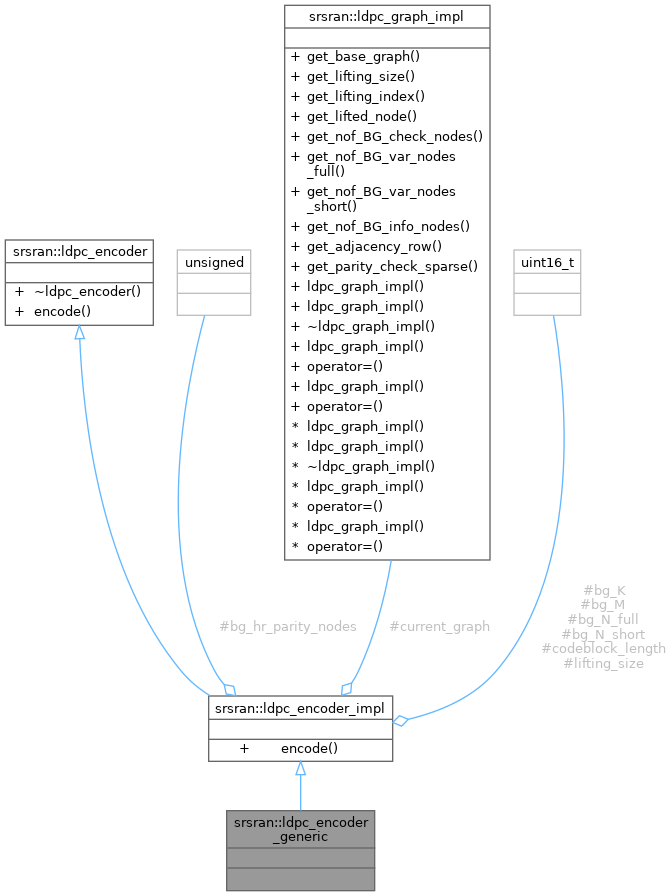 srsran::ldpc_graph_impl
+ get_base_graph()
+ get_lifting_size()
+ get_lifting_index()
+ get_lifted_node()
+ get_nof_BG_check_nodes()
+ get_nof_BG_var_nodes
_full()
+ get_nof_BG_var_nodes
_short()
+ get_nof_BG_info_nodes()
+ get_adjacency_row()
+ get_parity_check_sparse()
+ ldpc_graph_impl()
+ ldpc_graph_impl()
+ ~ldpc_graph_impl()
+ ldpc_graph_impl()
+ operator=()
+ ldpc_graph_impl()
+ operator=()
* ldpc_graph_impl()
* ldpc_graph_impl()
* ~ldpc_graph_impl()
* ldpc_graph_impl()
* operator=()
* ldpc_graph_impl()
* operator=()
srsran::ldpc_encoder
+ ~ldpc_encoder()
+ encode()
unsigned
uint16_t
#bg_hr_parity_nodes
#current_graph
#bg_K
#bg_M
#bg_N_full
#bg_N_short
#codeblock_length
#lifting_size
srsran::ldpc_encoder_impl
+ encode()
srsran::ldpc_encoder
_generic